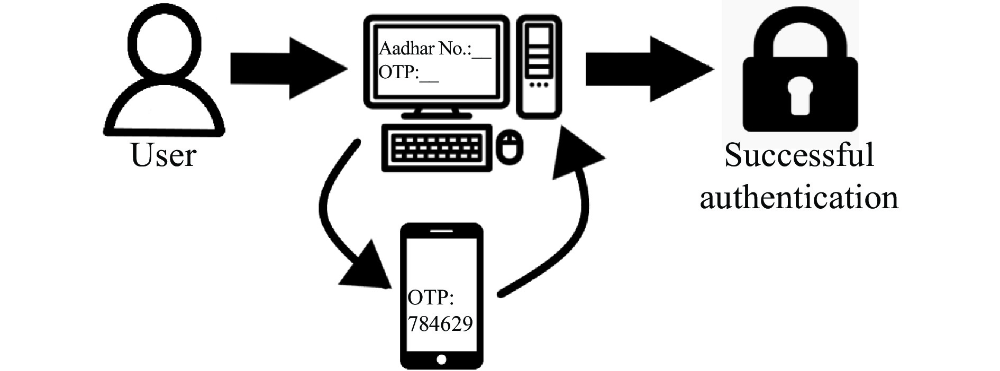 Aadhar No.:__
OTP:__
User
Successful
authentication
OTP:
784629